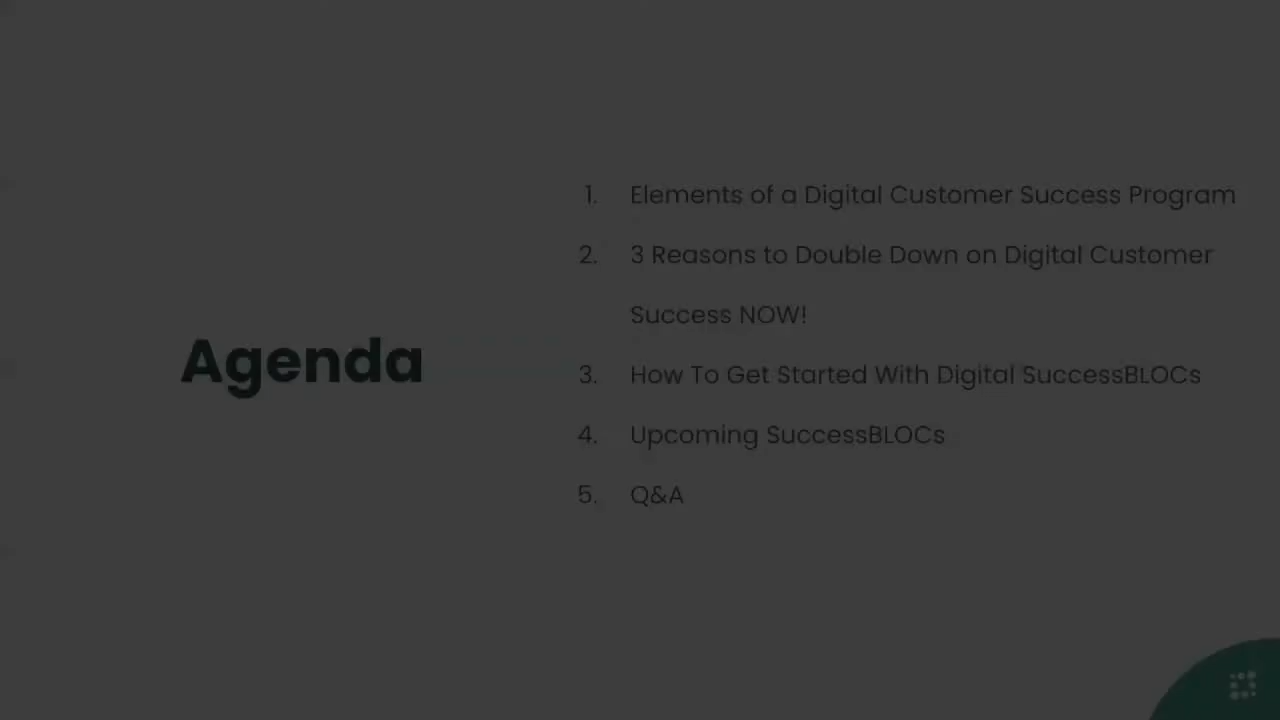 Agenda
1. Elements of a Digital Customer Success Program
2. 3 Reasons to Double Down on Digital Customer
Success NOW!
3. How To Get Started With Digital SuccessBLOCs
4. Upcoming SuccessBLOCs
5. Q&A